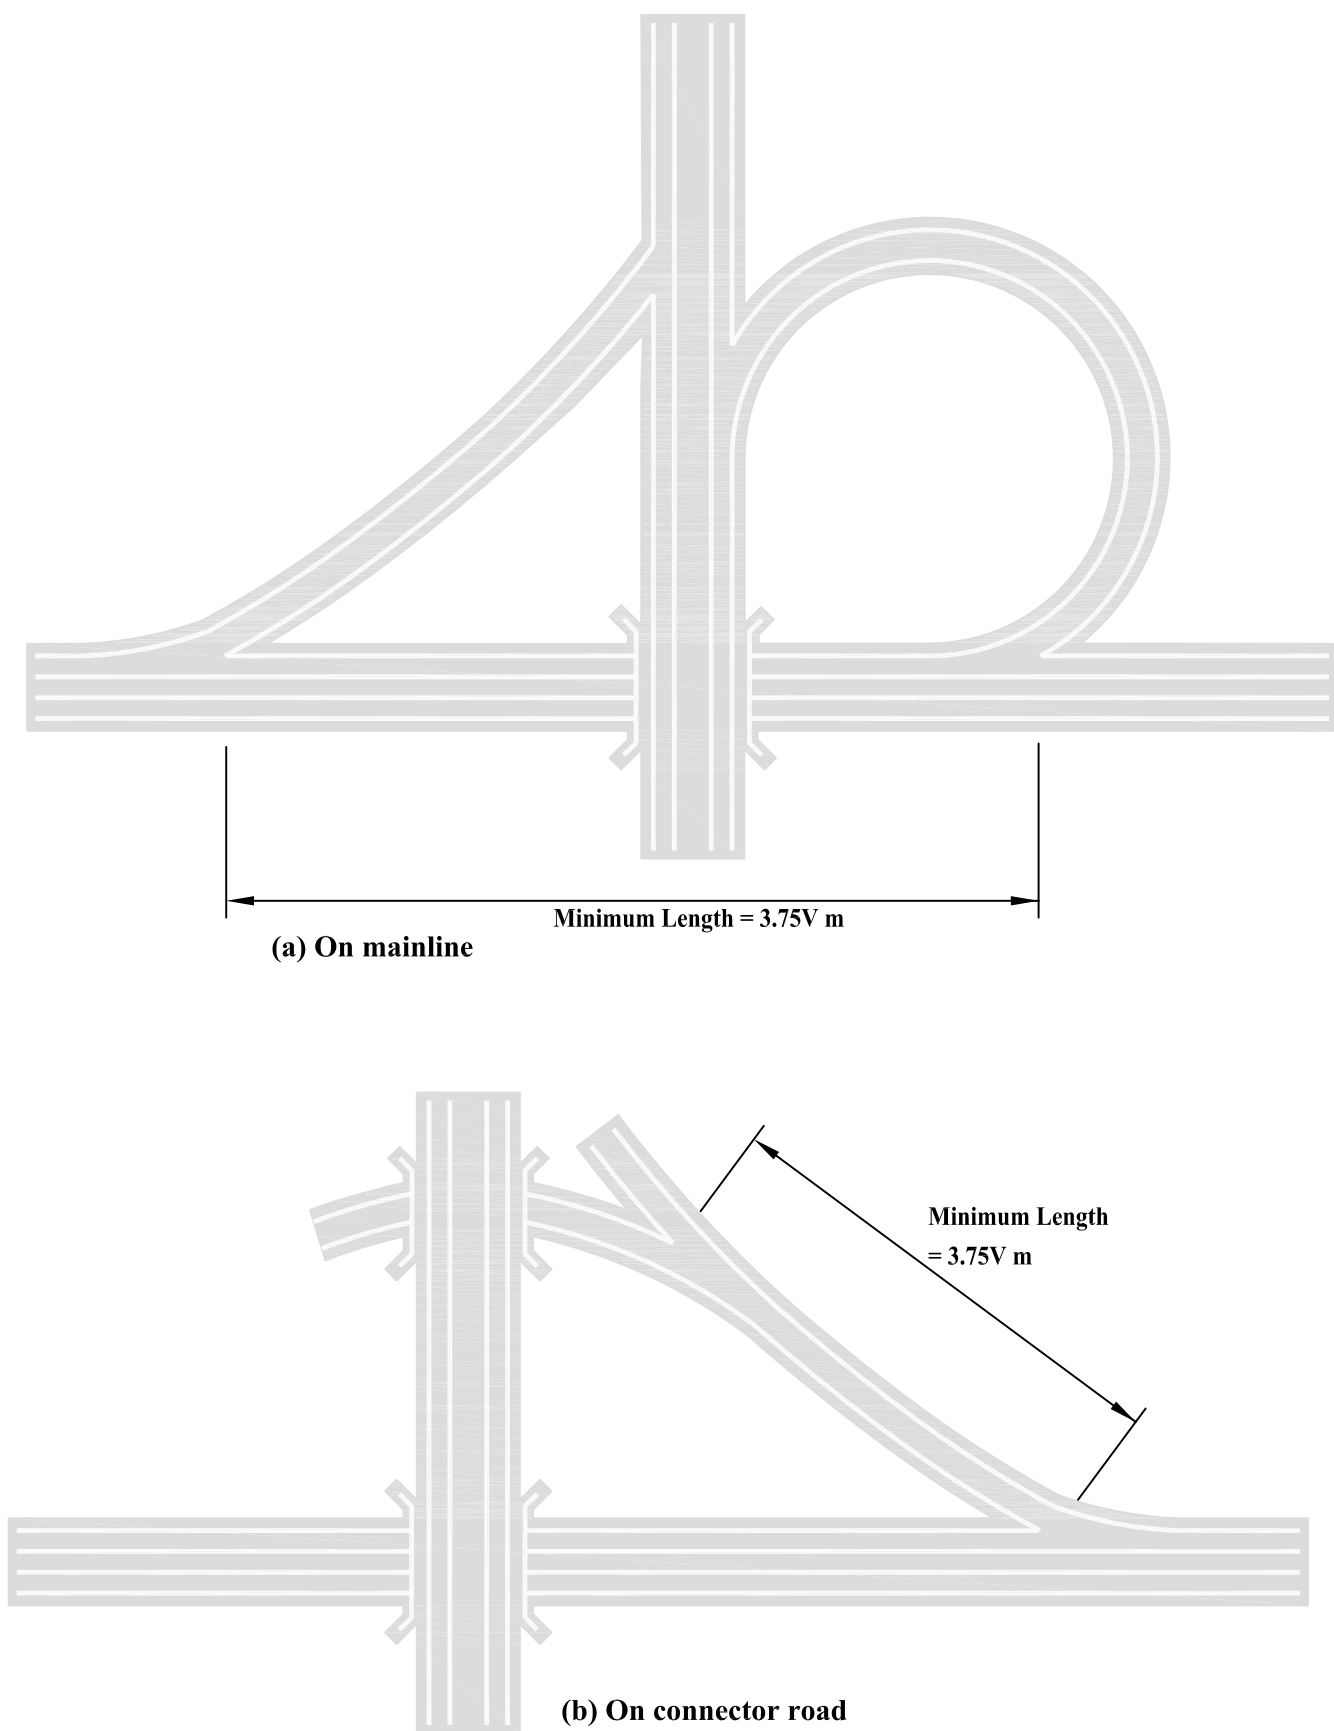 Minimum Length = 3.75V m
(a) On mainline
Minimum Length
= 3.75V m
(b) On connector road